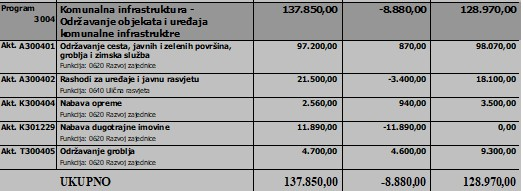 Program 3004 Komunalna infrastruktura - Održavanje objekata i uređaja komunalne infrastruktre 137.850,00 -8.880,00 128.970,00
Akt. A300401 Održavanje cesta, javnih i zelenih površina, groblja i zimska služba 97.200,00 870,00 98.070,00
Funkcija: 0620 Razvoj zajednice
Akt. A300402 Rashodi za uređaje i javnu rasvjetu 21.500,00 -3.400,00 18.100,00
Funkcija: 0640 Ulična rasvjeta
Akt. K300404 Nabava opreme 2.560,00 940,00 3.500,00
Funkcija: 0620 Razvoj zajednice
Akt. K301229 Nabava dugotrajne imovine 11.890,00 -11.890,00 0,00
Funkcija: 0620 Razvoj zajednice
Akt. T300405 Održavanje groblja 4.700,00 4.600,00 9.300,00
Funkcija: 0620 Razvoj zajednice
UKUPNO 137.850,00 -8.880,00 128.970,00